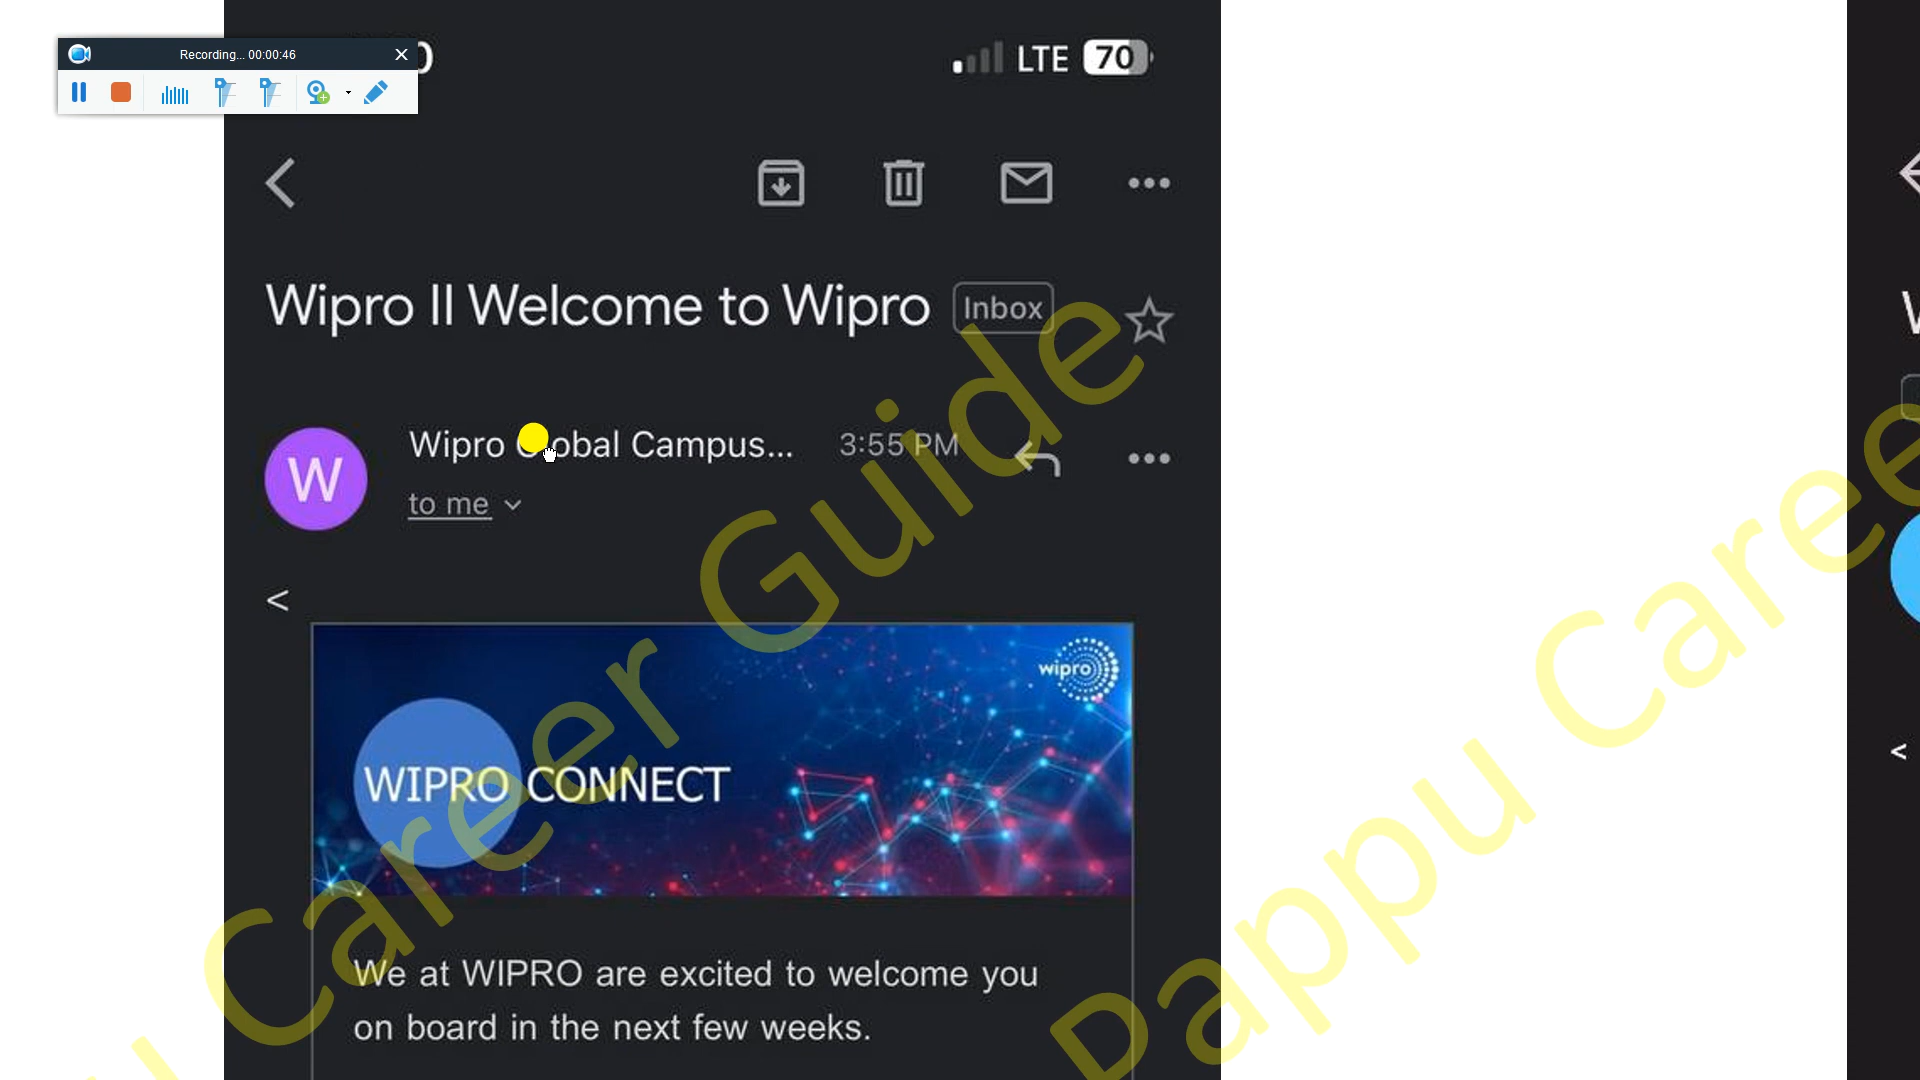 Recording... 00:00:46
LTE 70
Wipro II Welcome to Wipro Inbox
Wipro Global Campus... 3:55 PM
W
to me
<
wipro
WIPRO CONNECT
We at WIPRO are excited to welcome you
on board in the next few weeks.
Career Guide
Dappu Caree
<